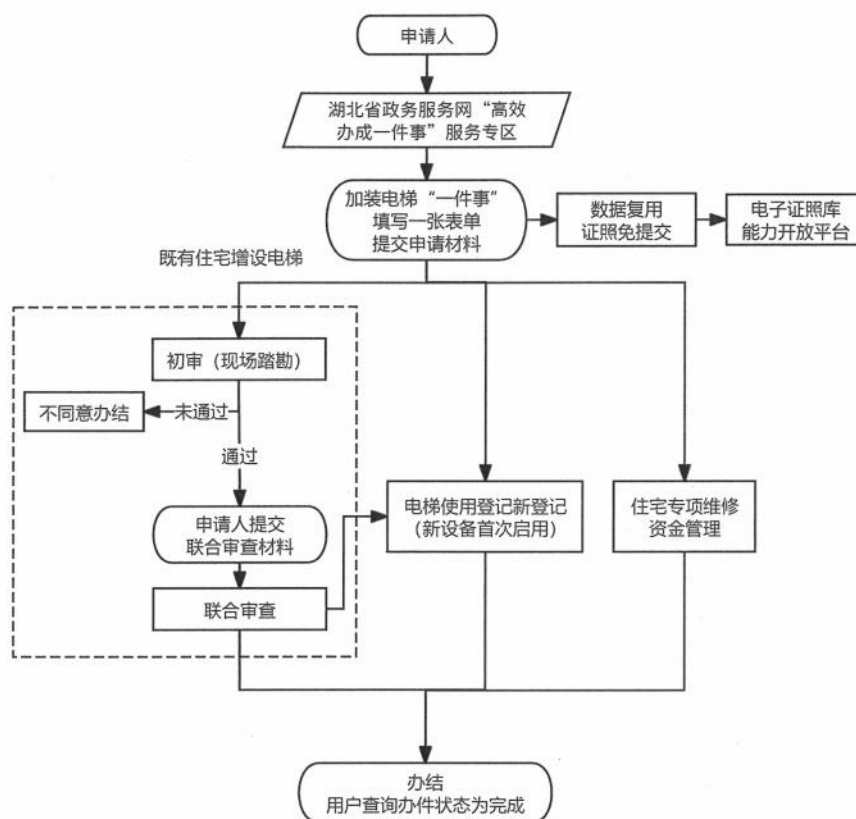 申请人
湖北省政务服务网“高效
办成一件事”服务专区
加装电梯“一件事”
填写一张表单
提交申请材料
数据复用
证照免提交
电子证照库
能力开放平台
既有住宅增设电梯
初审（现场踏勘）
不同意办结
未通过
通过
申请人提交
联合审查材料
联合审查
电梯使用登记新登记
（新设备首次启用）
住宅专项维修
资金管理
办结
用户查询办件状态为完成